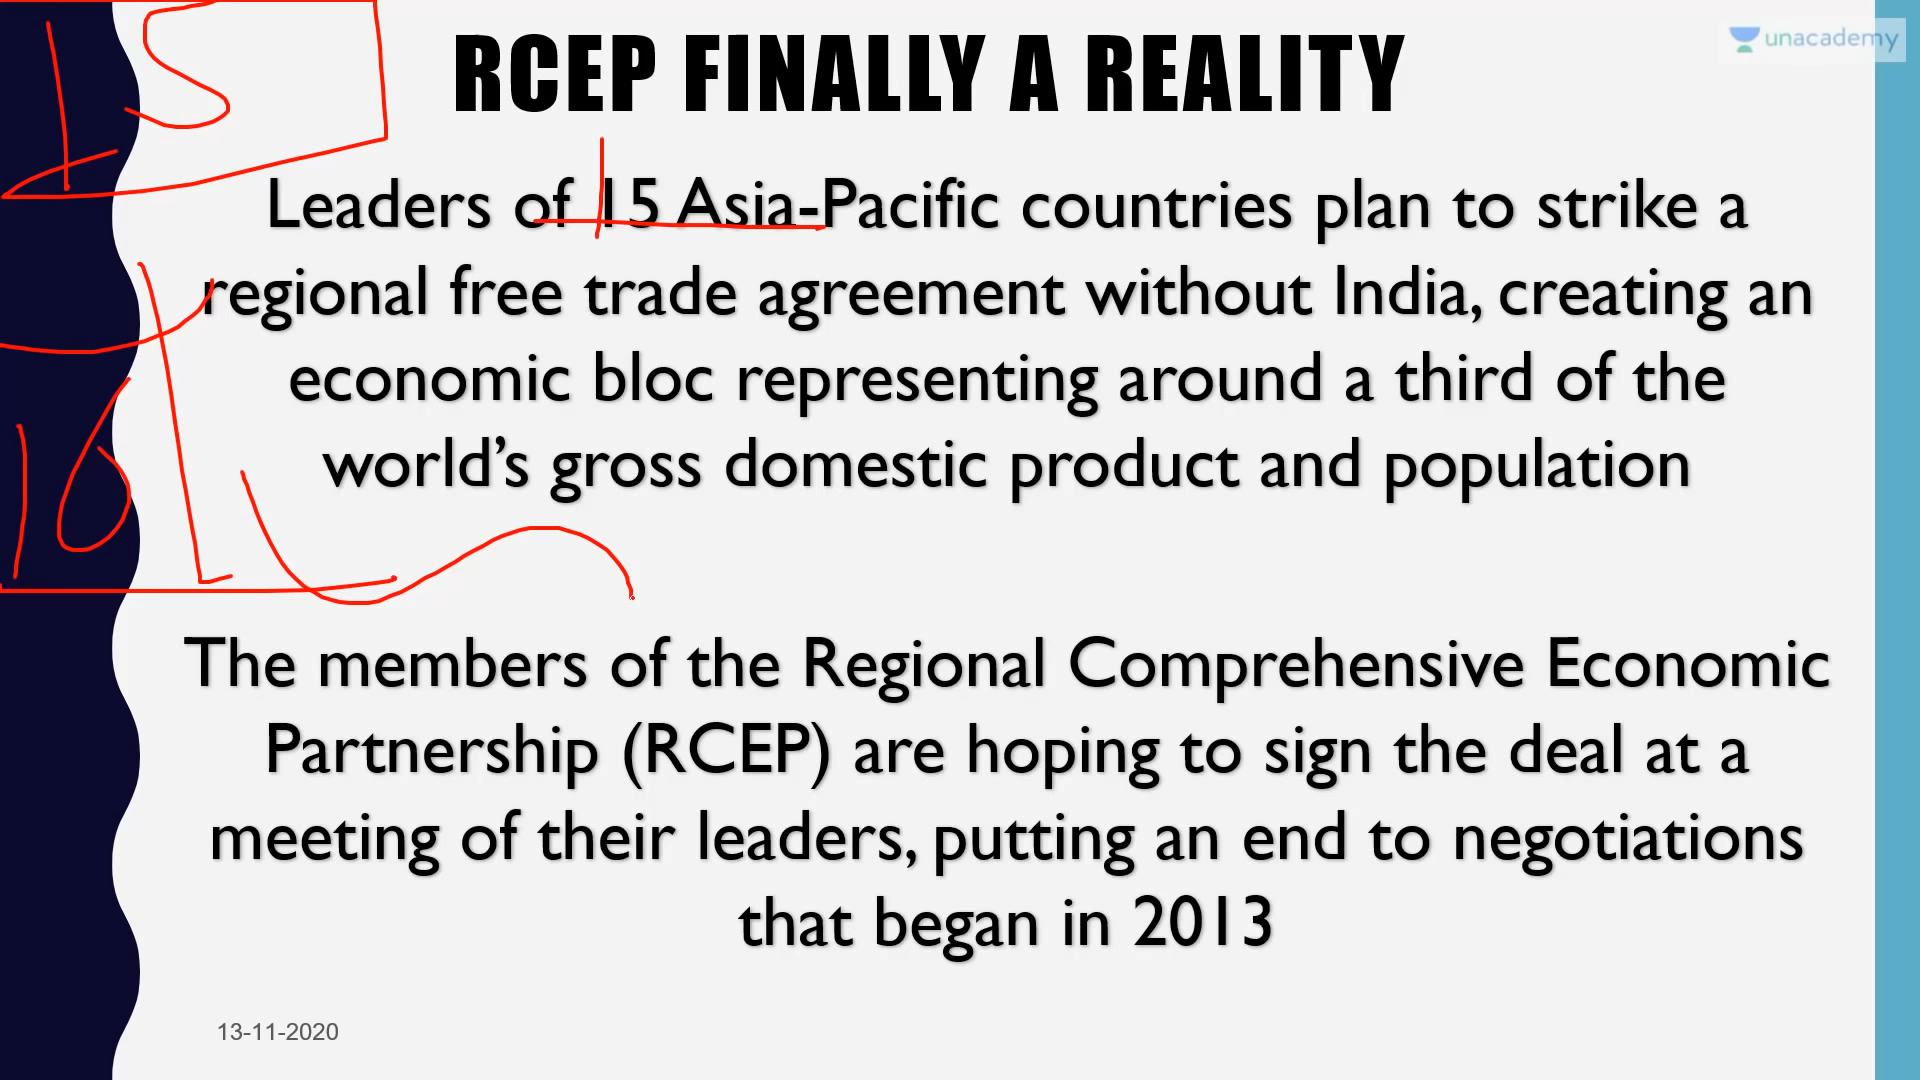 15
unacademy
RCEP FINALLY A REALITY
Leaders of 15 Asia-Pacific countries plan to strike a
regional free trade agreement without India, creating an
economic bloc representing around a third of the
world's gross domestic product and population
16
The members of the Regional Comprehensive Economic
Partnership (RCEP) are hoping to sign the deal at a
meeting of their leaders, putting an end to negotiations
that began in 2013
13-11-2020